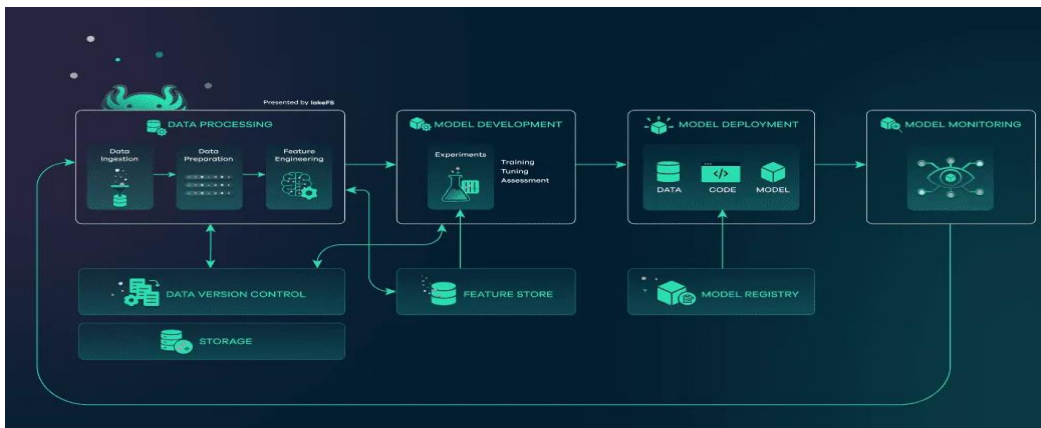 Presented by lakeFS
DATA PROCESSING
Data
Ingestion
Data
Preparation
Feature
Engineering
MODEL DEVELOPMENT
Experiments
Training
Tuning
Assessment
MODEL DEPLOYMENT
DATA
CODE
MODEL
MODEL MONITORING
DATA VERSION CONTROL
FEATURE STORE
MODEL REGISTRY
STORAGE